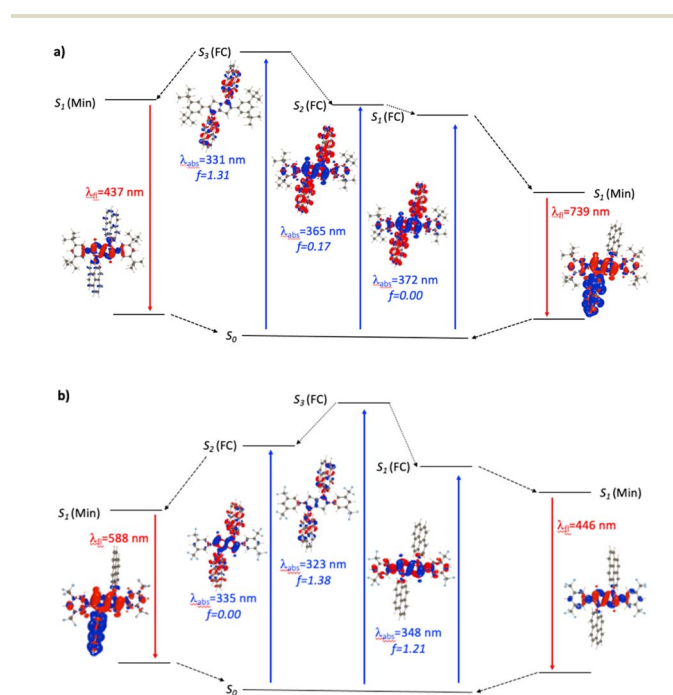 a)
S3 (FC)
S1 (Min)
S2 (FC)
S1 (FC)
λabs=331 nm
f=1.31
λfl=437 nm
S1 (Min)
λabs=365 nm
f=0.17
λfl=739 nm
λabs=372 nm
f=0.00
S0
b)
S3 (FC)
S2 (FC)
S1 (FC)
S1 (Min)
S1 (Min)
λfl=588 nm
λfl=446 nm
λabs=323 nm
f=1.38
λabs=335 nm
f=0.00
λabs=348 nm
f=1.21
S0